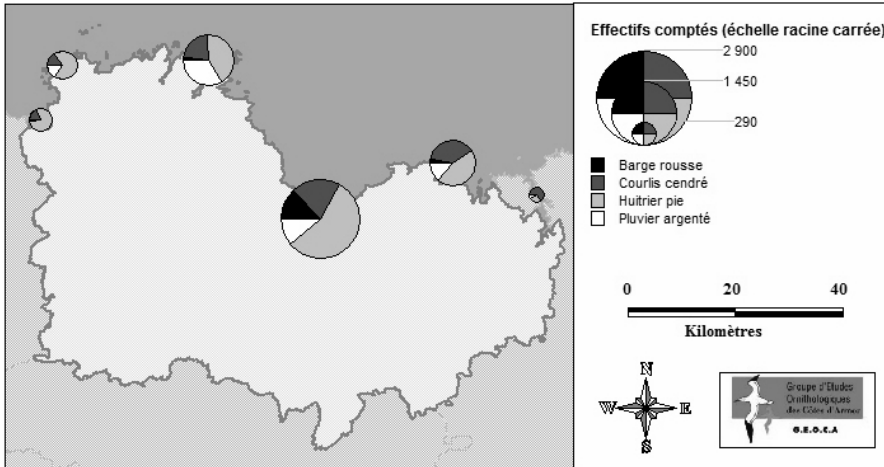 Effectifs comptés (échelle racine carrée)
2 900
1 450
290
Barge rousse
Courlis cendré
Huitrier pie
Pluvier argenté
0 20 40
Kilomètres
N
W E
S
Groupe d'Etudes
Ornithologiques
des Côtes d'Armor
G.E.O.C.A